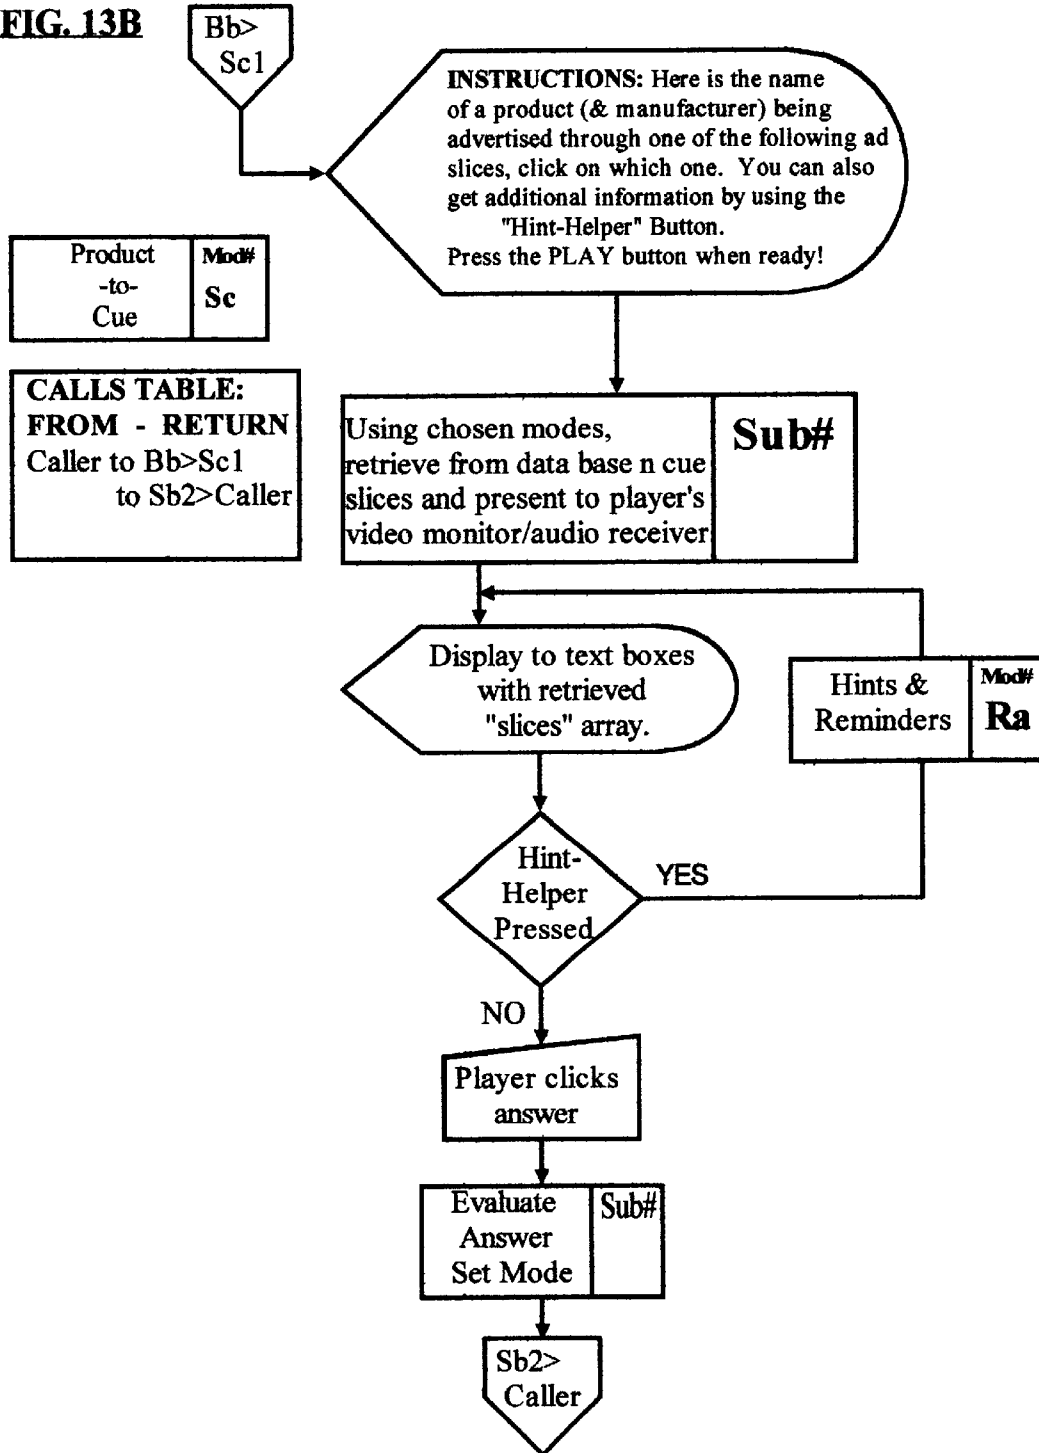 FIG. 13B
Bb>
Sc1
INSTRUCTIONS: Here is the name
of a product (& manufacturer) being
advertised through one of the following ad
slices, click on which one. You can also
get additional information by using the
"Hint-Helper" Button.
Press the PLAY button when ready!
Product
-to-
Cue
Mod#
Sc
CALLS TABLE:
FROM - RETURN
Caller to Bb>Sc1
to Sb2>Caller
Using chosen modes,
retrieve from data base n cue
slices and present to player's
video monitor/audio receiver
Sub#
Display to text boxes
with retrieved
"slices" array.
Hints &
Reminders
Mod#
Ra
Hint-
Helper
Pressed
YES
NO
Player clicks
answer
Evaluate
Answer
Set Mode
Sub#
Sb2>
Caller